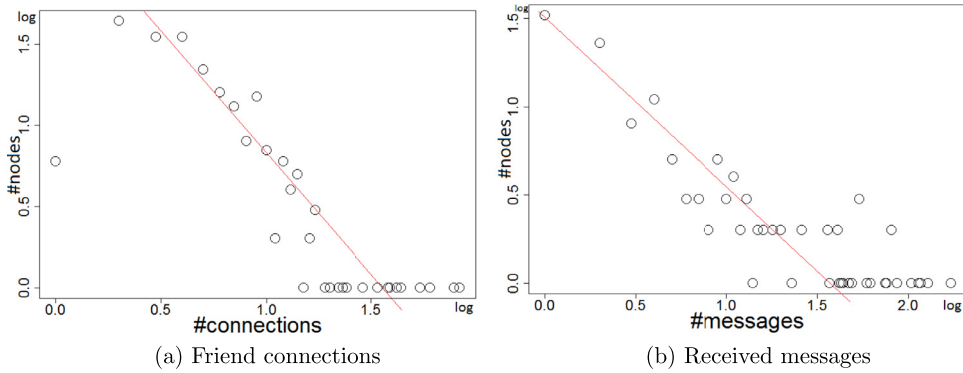 log
1.5
1.0
0.5
0.0
#nodes
0.0 0.5 1.0 1.5 log
#connections
(a) Friend connections
log
1.5
1.0
0.5
0.0
#nodes
0.0 0.5 1.0 1.5 2.0 log
#messages
(b) Received messages